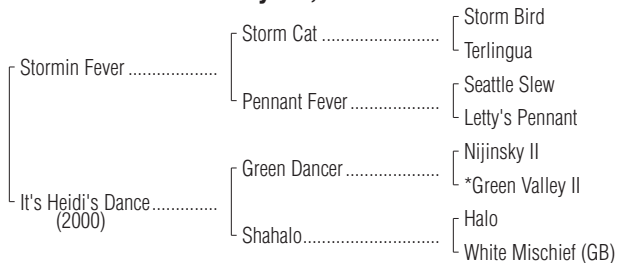 Storm Bird
Storm Cat ......................
Terlingua
Stormin Fever .................
Seattle Slew
Pennant Fever .................
Letty's Pennant
Nijinsky II
Green Dancer ..................
*Green Valley II
It's Heidi's Dance .............
(2000)
Halo
Shahalo ..........................
White Mischief (GB)